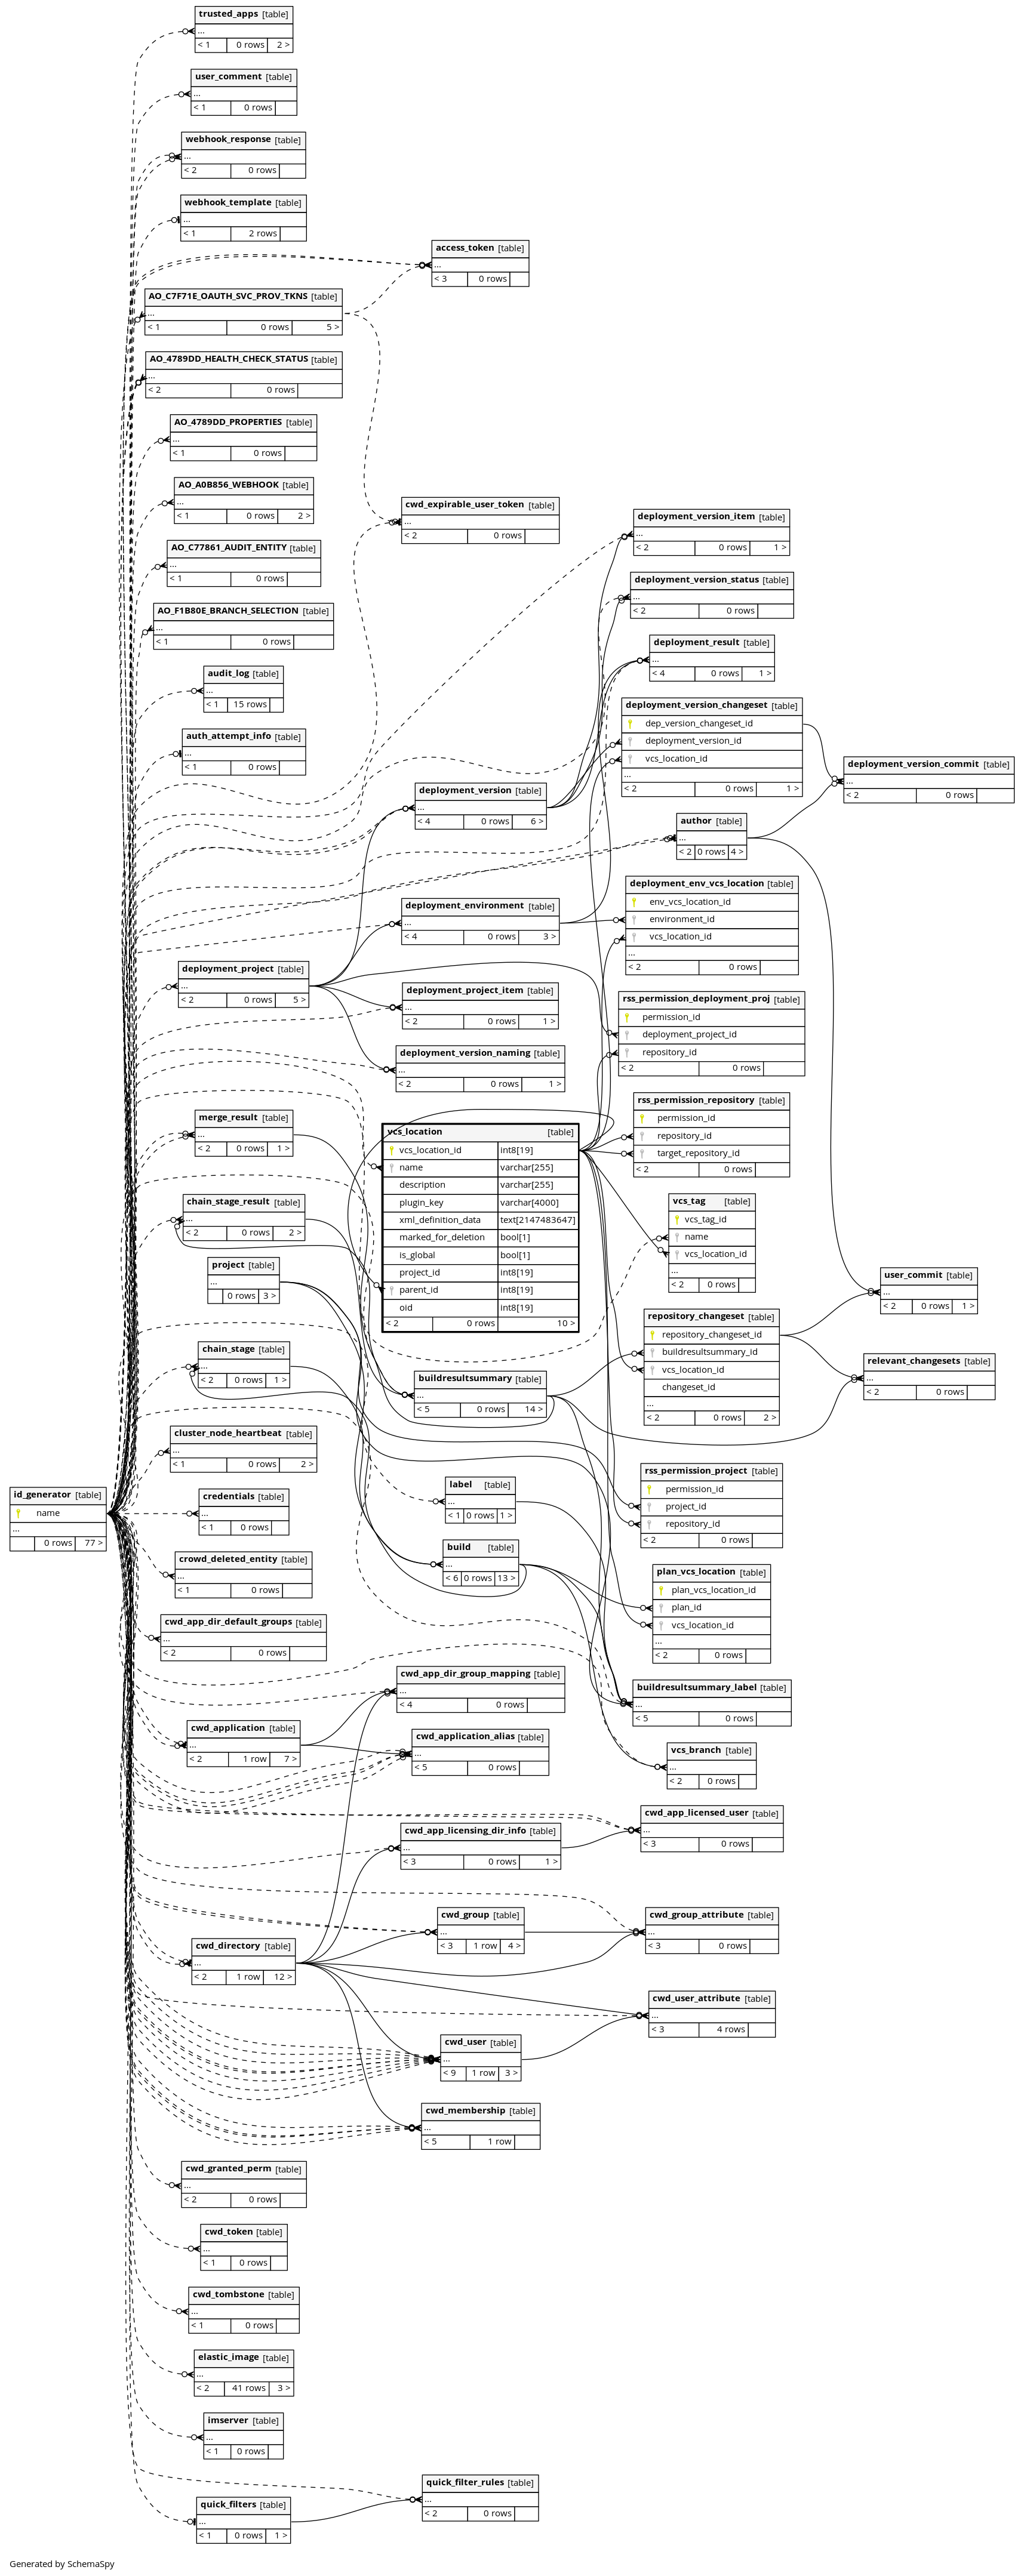 trusted_apps [table]
...
< 1 0 rows 2 >
user_comment [table]
...
< 1 0 rows
webhook_response [table]
...
< 2 0 rows
webhook_template [table]
...
< 1 2 rows
access_token [table]
...
< 3 0 rows
AO_C7F71E_OAUTH_SVC_PROV_TKNS [table]
...
< 1 0 rows 5 >
AO_4789DD_HEALTH_CHECK_STATUS [table]
...
< 2 0 rows
AO_4789DD_PROPERTIES [table]
...
< 1 0 rows
AO_A0B856_WEBHOOK [table]
...
< 1 0 rows 2 >
cwd_expirable_user_token [table]
...
< 2 0 rows
deployment_version_item [table]
...
< 2 0 rows 1 >
AO_C77861_AUDIT_ENTITY [table]
...
< 1 0 rows
deployment_version_status [table]
...
< 2 0 rows
AO_F1B80E_BRANCH_SELECTION [table]
...
< 1 0 rows
deployment_result [table]
...
< 4 0 rows 1 >
audit_log [table]
...
< 1 15 rows
deployment_version_changeset [table]
dep_version_changeset_id
deployment_version_id
vcs_location_id
...
< 2 0 rows 1 >
auth_attempt_info [table]
...
< 1 0 rows
deployment_version_commit [table]
...
< 2 0 rows
deployment_version [table]
...
< 4 0 rows 6 >
author [table]
...
< 2 0 rows 4 >
deployment_env_vcs_location [table]
env_vcs_location_id
environment_id
vcs_location_id
...
< 2 0 rows
deployment_environment [table]
...
< 4 0 rows 3 >
deployment_project [table]
...
< 2 0 rows 5 >
deployment_project_item [table]
...
< 2 0 rows 1 >
rss_permission_deployment_proj [table]
permission_id
deployment_project_id
repository_id
< 2 0 rows
deployment_version_naming [table]
...
< 2 0 rows 1 >
rss_permission_repository [table]
permission_id
repository_id
target_repository_id
< 2 0 rows
merge_result [table]
...
< 2 0 rows 1 >
vcs_location [table]
vcs_location_id int8[19]
name varchar[255]
description varchar[255]
plugin_key varchar[4000]
xml_definition_data text[2147483647]
marked_for_deletion bool[1]
is_global bool[1]
project_id int8[19]
parent_id int8[19]
oid int8[19]
< 2 0 rows 10 >
chain_stage_result [table]
...
< 2 0 rows 2 >
vcs_tag [table]
vcs_tag_id
name
vcs_location_id
...
< 2 0 rows
project [table]
...
0 rows 3 >
user_commit [table]
...
< 2 0 rows 1 >
repository_changeset [table]
repository_changeset_id
buildresultsummary_id
vcs_location_id
changeset_id
...
< 2 0 rows 2 >
chain_stage [table]
...
< 2 0 rows 1 >
relevant_changesets [table]
...
< 2 0 rows
buildresultsummary [table]
...
< 5 0 rows 14 >
cluster_node_heartbeat [table]
...
< 1 0 rows 2 >
rss_permission_project [table]
permission_id
project_id
repository_id
< 2 0 rows
label [table]
...
< 1 0 rows 1 >
id_generator [table]
name
...
0 rows 77 >
credentials [table]
...
< 1 0 rows
build [table]
...
< 6 0 rows 13 >
crowd_deleted_entity [table]
...
< 1 0 rows
plan_vcs_location [table]
plan_vcs_location_id
plan_id
vcs_location_id
...
< 2 0 rows
cwd_app_dir_default_groups [table]
...
< 2 0 rows
cwd_app_dir_group_mapping [table]
...
< 4 0 rows
buildresultsummary_label [table]
...
< 5 0 rows
cwd_application [table]
...
< 2 1 row 7 >
cwd_application_alias [table]
...
< 5 0 rows
vcs_branch [table]
...
< 2 0 rows
cwd_app_licensed_user [table]
...
< 3 0 rows
cwd_app_licensing_dir_info [table]
...
< 3 0 rows 1 >
cwd_group [table]
...
< 3 1 row 4 >
cwd_group_attribute [table]
...
< 3 0 rows
cwd_directory [table]
...
< 2 1 row 12 >
cwd_user_attribute [table]
...
< 3 4 rows
cwd_user [table]
...
< 9 1 row 3 >
cwd_membership [table]
...
< 5 1 row
cwd_granted_perm [table]
...
< 2 0 rows
cwd_token [table]
...
< 1 0 rows
cwd_tombstone [table]
...
< 1 0 rows
elastic_image [table]
...
< 2 41 rows 3 >
imserver [table]
...
< 1 0 rows
quick_filter_rules [table]
...
< 2 0 rows
quick_filters [table]
...
< 1 0 rows 1 >
Generated by SchemaSpy